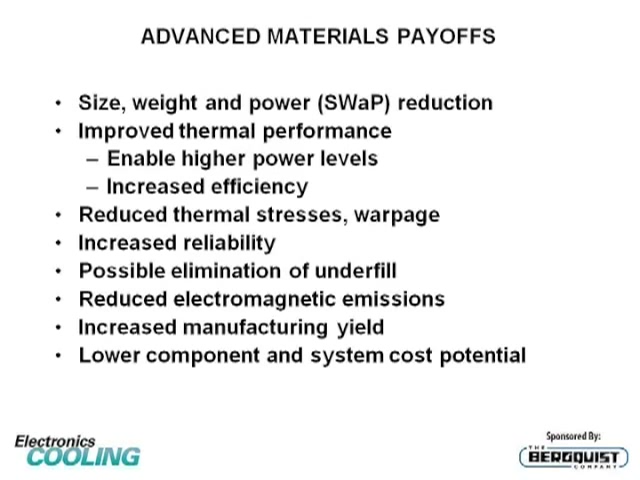 ADVANCED MATERIALS PAYOFFS
• Size, weight and power (SWaP) reduction
• Improved thermal performance
– Enable higher power levels
– Increased efficiency
• Reduced thermal stresses, warpage
• Increased reliability
• Possible elimination of underfill
• Reduced electromagnetic emissions
• Increased manufacturing yield
• Lower component and system cost potential
Electronics
COOLING
Sponsored By:
THE
BERGQUIST
COMPANY